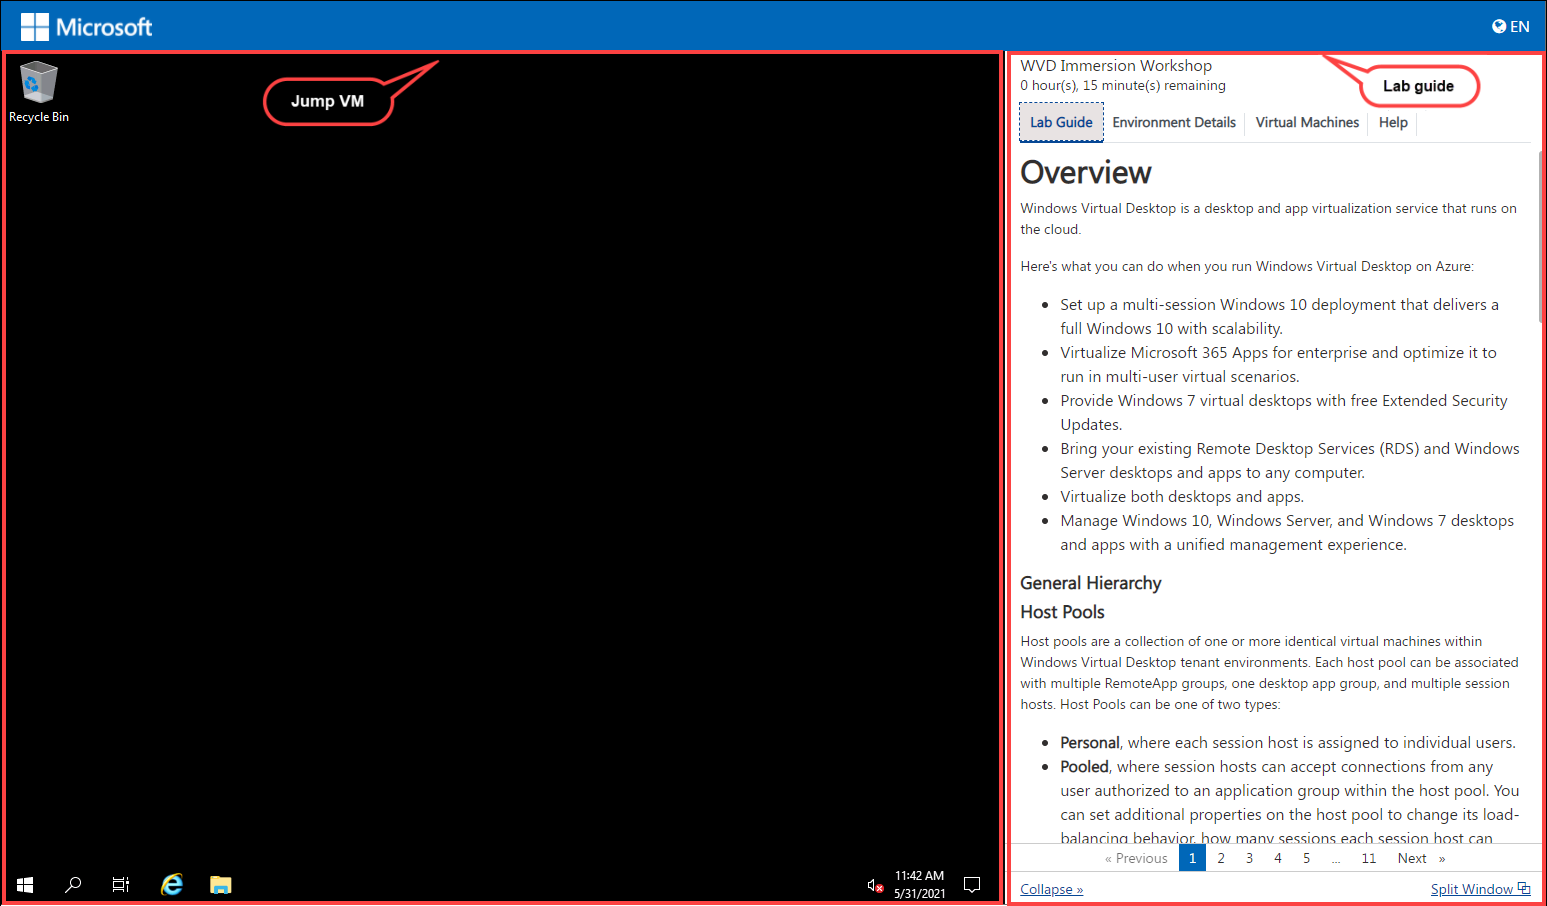 Microsoft
EN
Recycle Bin
Jump VM
11:42 AM
5/31/2021
WVD Immersion Workshop
0 hour(s), 15 minute(s) remaining
Lab guide
Lab Guide
Environment Details
Virtual Machines
Help
Overview
Windows Virtual Desktop is a desktop and app virtualization service that runs on
the cloud.
Here's what you can do when you run Windows Virtual Desktop on Azure:
• Set up a multi-session Windows 10 deployment that delivers a
full Windows 10 with scalability.
• Virtualize Microsoft 365 Apps for enterprise and optimize it to
run in multi-user virtual scenarios.
• Provide Windows 7 virtual desktops with free Extended Security
Updates.
• Bring your existing Remote Desktop Services (RDS) and Windows
Server desktops and apps to any computer.
• Virtualize both desktops and apps.
• Manage Windows 10, Windows Server, and Windows 7 desktops
and apps with a unified management experience.
General Hierarchy
Host Pools
Host pools are a collection of one or more identical virtual machines within
Windows Virtual Desktop tenant environments. Each host pool can be associated
with multiple RemoteApp groups, one desktop app group, and multiple session
hosts. Host Pools can be one of two types:
• Personal, where each session host is assigned to individual users.
• Pooled, where session hosts can accept connections from any
user authorized to an application group within the host pool. You
can set additional properties on the host pool to change its load-
balancing behavior, how many sessions each session host can
« Previous 1 2 3 4 5 ... 11 Next »
Collapse »
Split Window